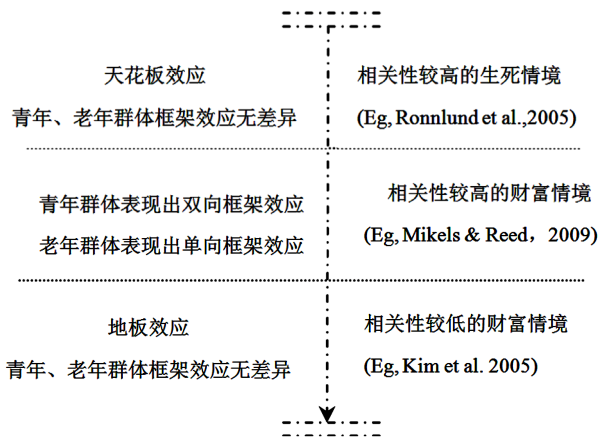 天花板效应
青年、老年群体框架效应无差异
相关性较高的生死情境
(Eg, Ronnlund et al.,2005)
青年群体表现出双向框架效应
老年群体表现出单向框架效应
相关性较高的财富情境
(Eg, Mikels & Reed，2009)
地板效应
青年、老年群体框架效应无差异
相关性较低的财富情境
(Eg, Kim et al. 2005)